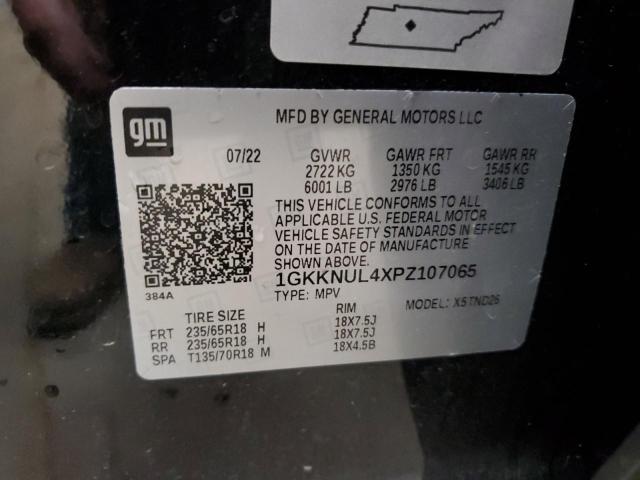 gm
MFD BY GENERAL MOTORS LLC
07/22 GVWR GAWR FRT GAWR RR
2722 KG 1350 KG 1545 KG
6001 LB 2976 LB 3406 LB
THIS VEHICLE CONFORMS TO ALL
APPLICABLE U.S. FEDERAL MOTOR
VEHICLE SAFETY STANDARDS IN EFFECT
ON THE DATE OF MANUFACTURE
SHOWN ABOVE.
1GKKNUL4XPZ107065
384A
TYPE: MPV MODEL: X5TND26
TIRE SIZE RIM
FRT 235/65R18 H 18X7.5J
RR 235/65R18 H 18X7.5J
SPA T135/70R18 M 18X4.5B